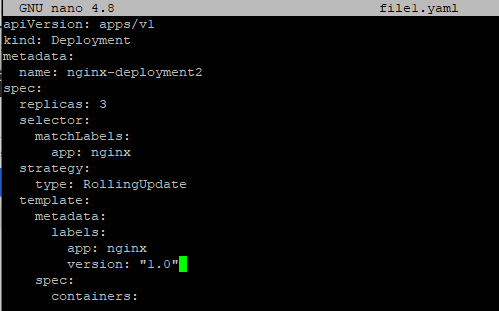 GNU nano 4.8 file1.yaml
apiVersion: apps/v1
kind: Deployment
metadata:
  name: nginx-deployment2
spec:
  replicas: 3
  selector:
    matchLabels:
      app: nginx
  strategy:
    type: RollingUpdate
  template:
    metadata:
      labels:
        app: nginx
        version: "1.0"
    spec:
      containers: